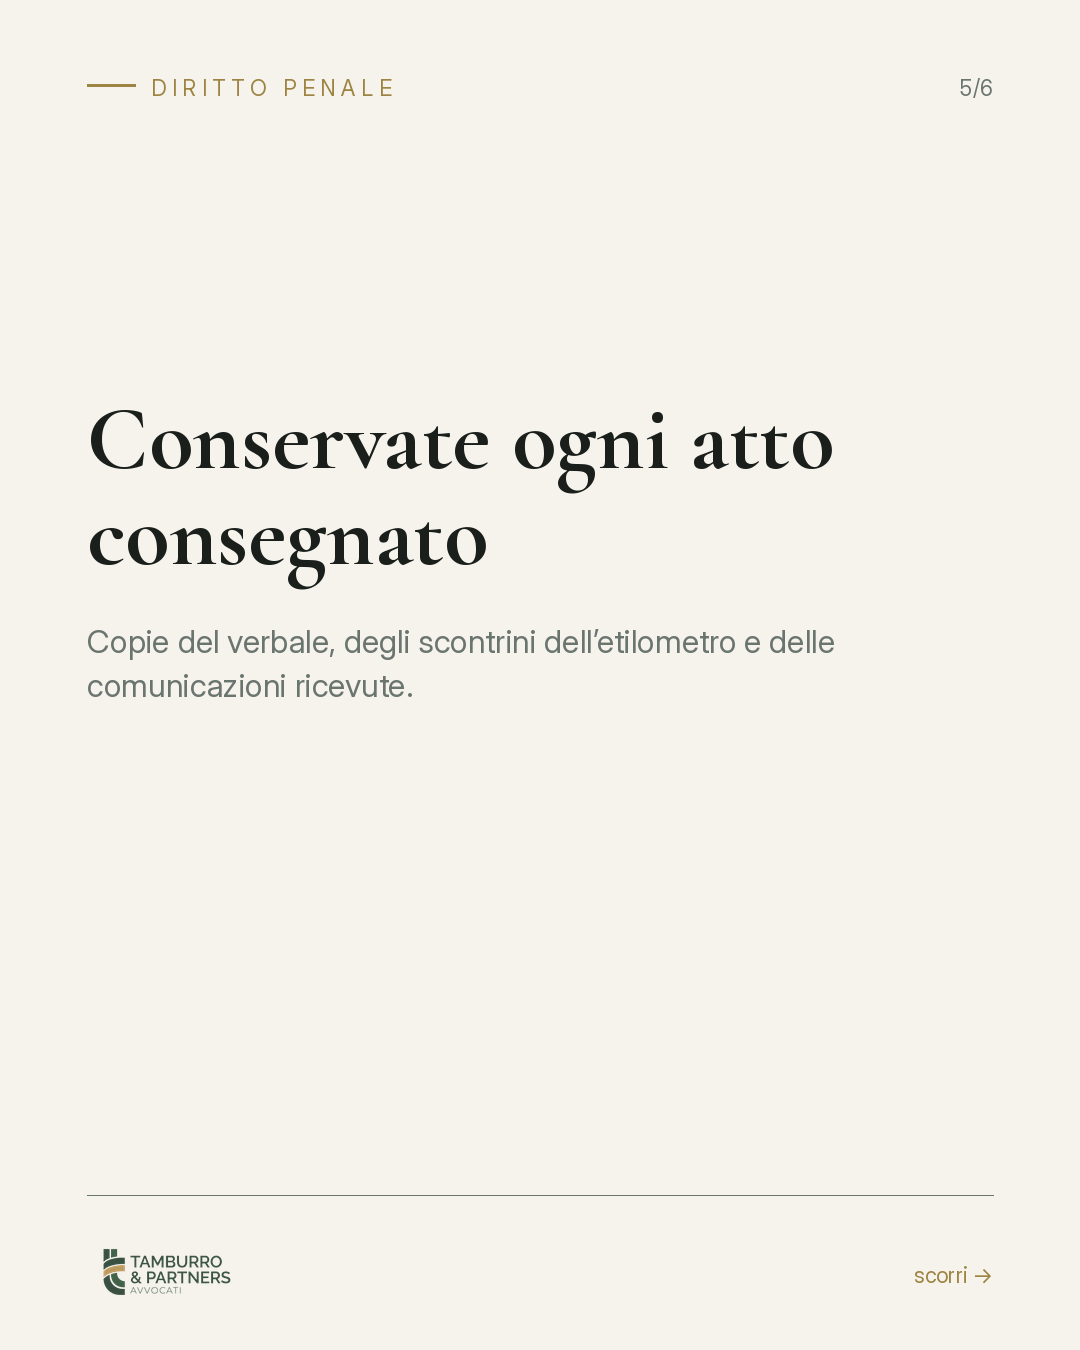 DIRITTO PENALE
5/6
Conservate ogni atto
consegnato
Copie del verbale, degli scontrini dell’etilometro e delle
comunicazioni ricevute.
TAMBURRO
& PARTNERS
AVVOCATI
scorri →